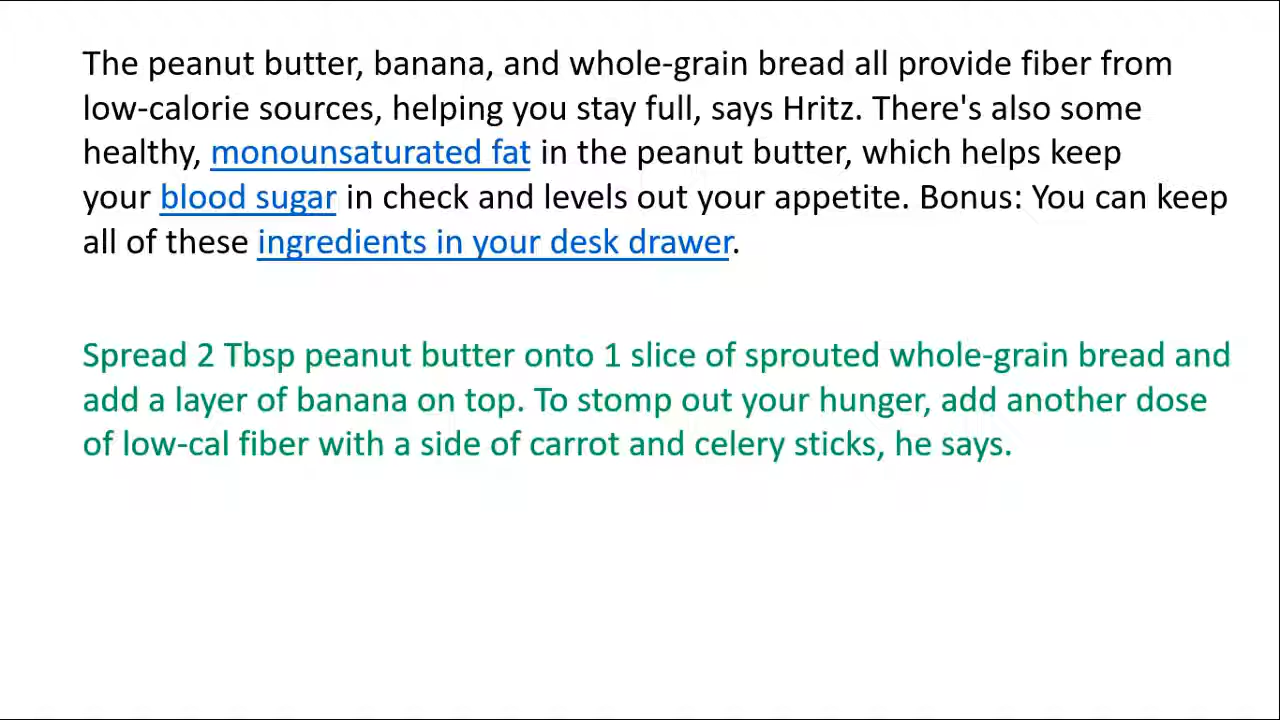 The peanut butter, banana, and whole-grain bread all provide fiber from
low-calorie sources, helping you stay full, says Hritz. There's also some
healthy, monounsaturated fat in the peanut butter, which helps keep
your blood sugar in check and levels out your appetite. Bonus: You can keep
all of these ingredients in your desk drawer.
Spread 2 Tbsp peanut butter onto 1 slice of sprouted whole-grain bread and
add a layer of banana on top. To stomp out your hunger, add another dose
of low-cal fiber with a side of carrot and celery sticks, he says.